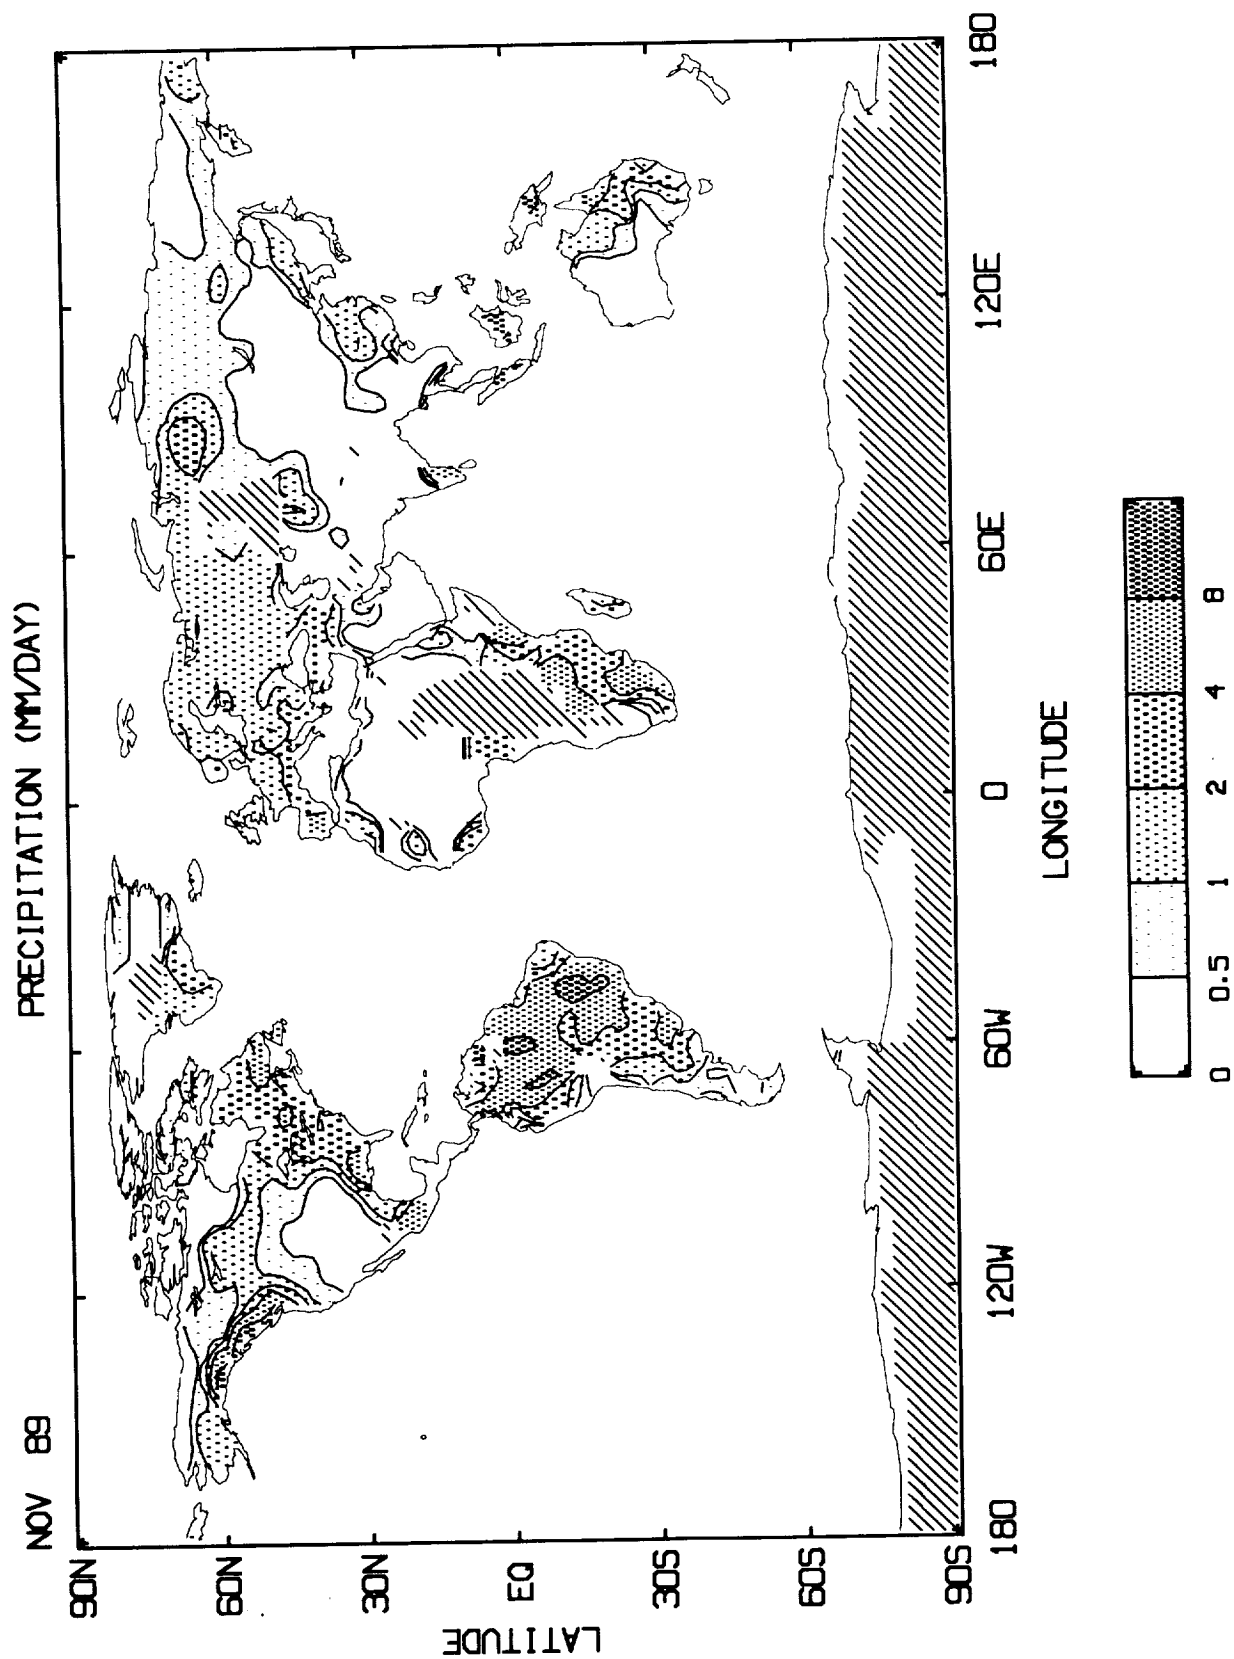 NOV 89 PRECIPITATION (MM/DAY)
90N
60N
30N
EQ
30S
60S
90S
LATITUDE
180 120W 60W 0 60E 120E 180
LONGITUDE
0 0.5 1 2 4 8